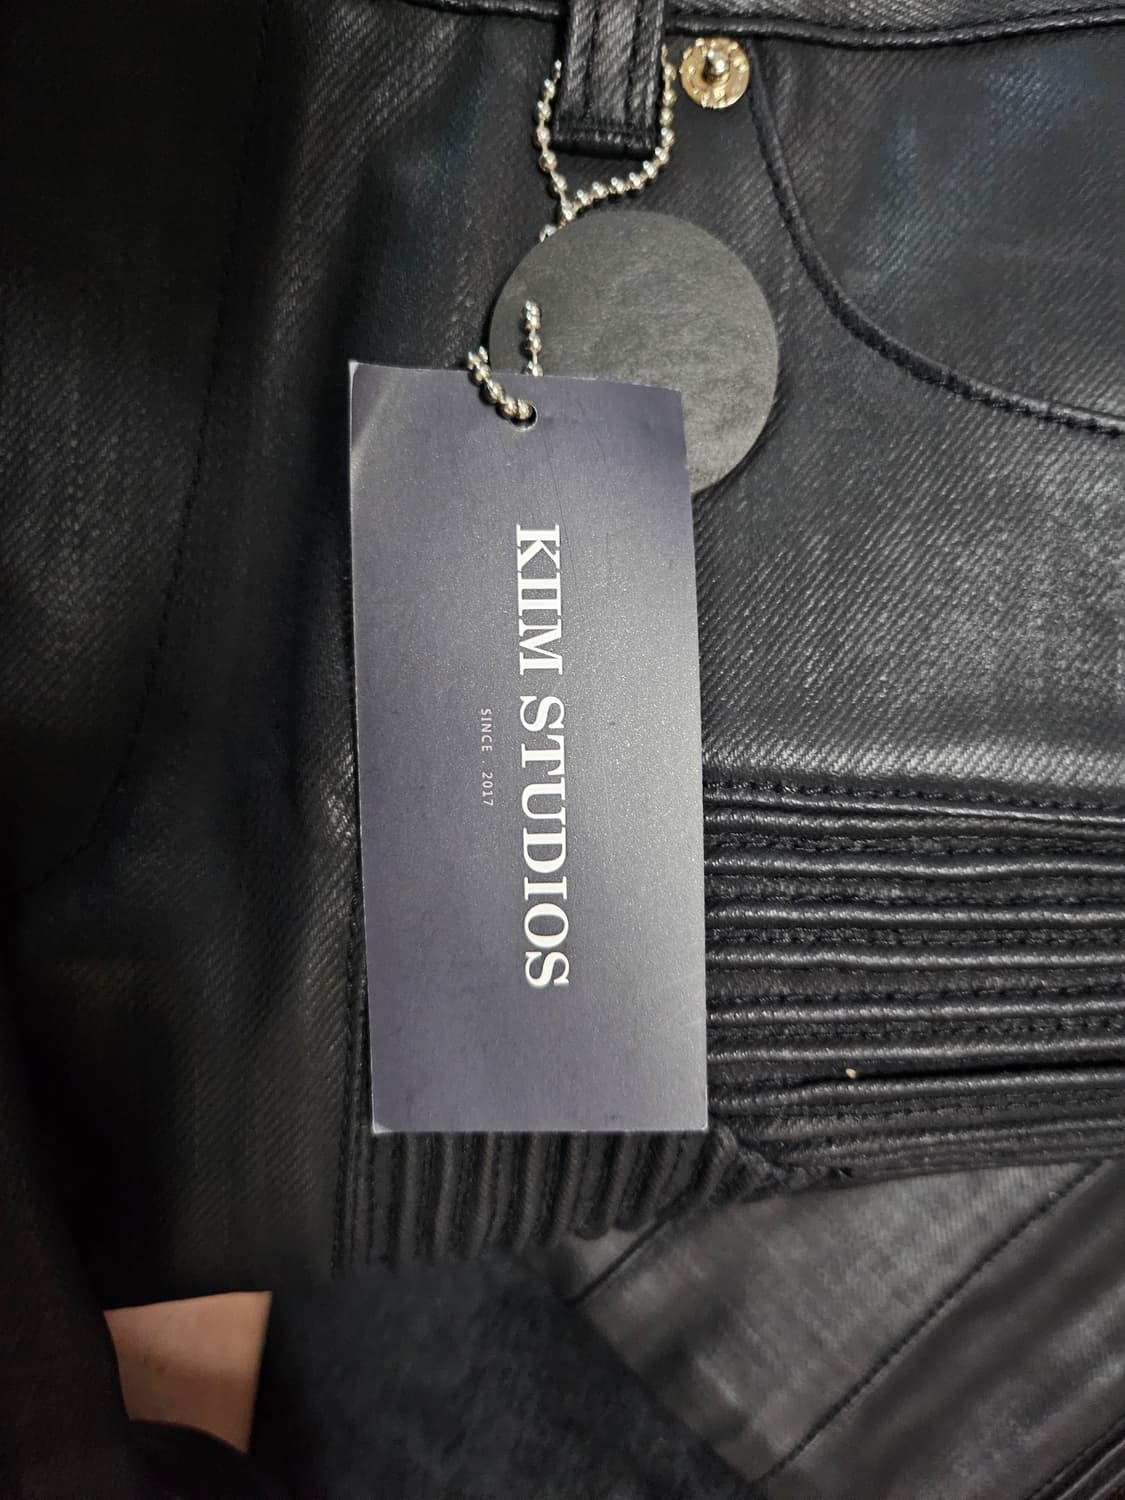 KIIM STUDIOS
SINCE . 2017